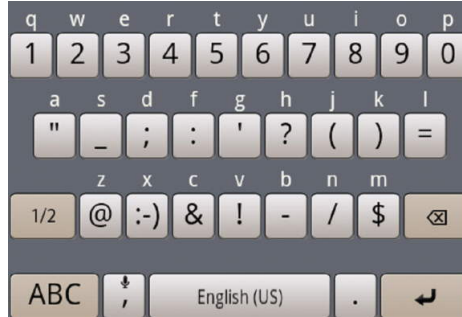 q w e r t y u i o p
1 2 3 4 5 6 7 8 9 0
a s d f g h j k l
" _ ; : ' ? ( ) =
z x c v b n m
1/2 @ :-) & ! - / $
ABC , English (US) .